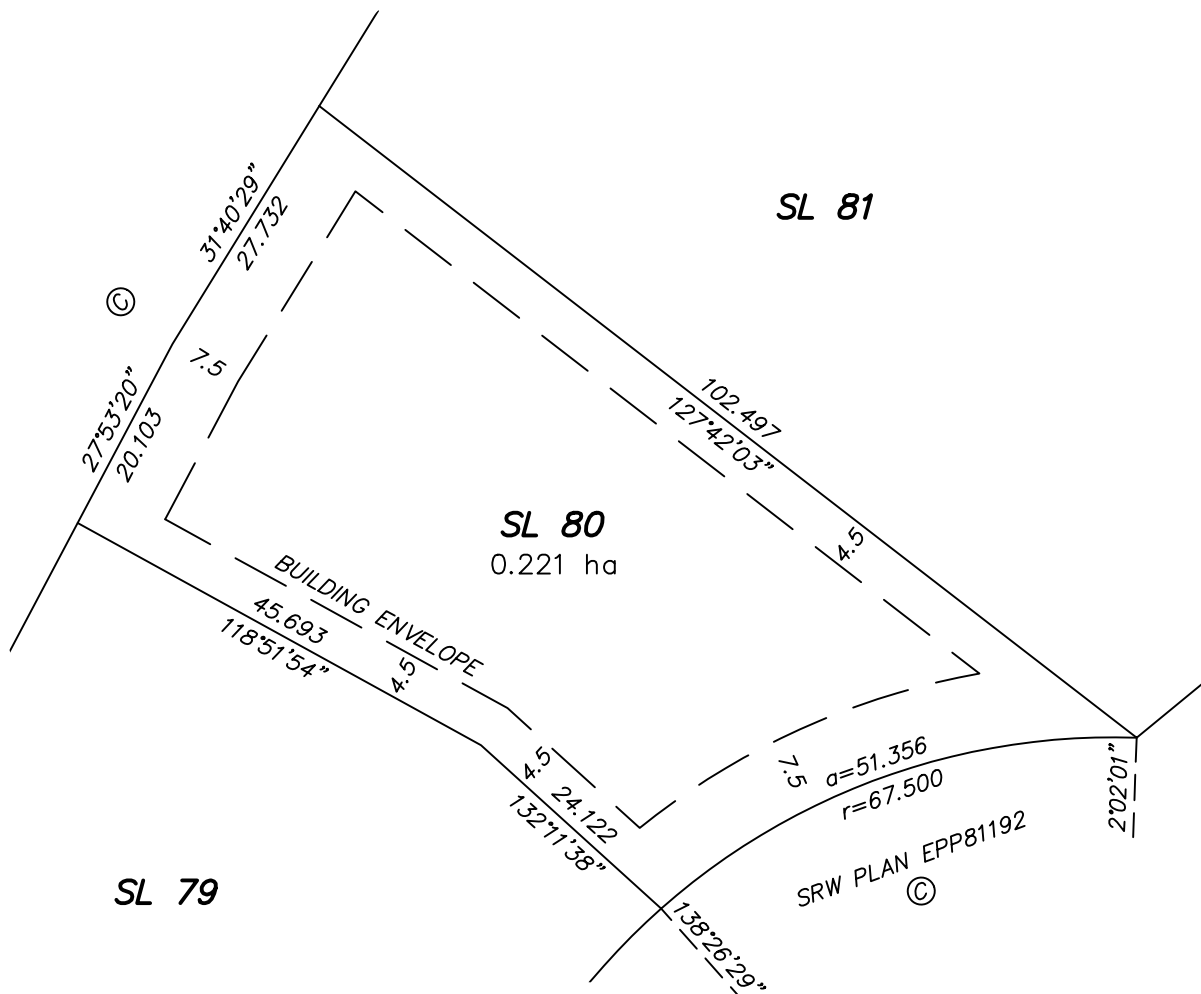 SL 81
31°40'29"
27.732
Ⓒ
7.5
27°53'20"
20.103
102.497
127°42'03"
4.5
SL 80
0.221 ha
BUILDING ENVELOPE
45.693
118°51'54"
4.5
4.5
24.122
132°11'38"
7.5
a=51.356
r=67.500
2°02'01"
SRW PLAN EPP81192
Ⓒ
SL 79
138°26'29"